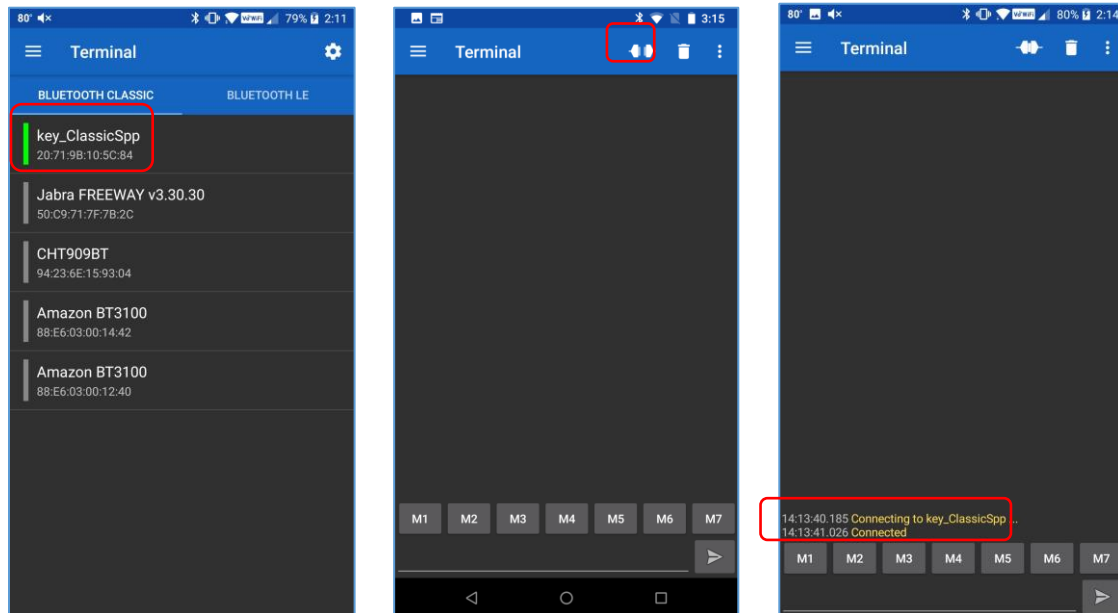 80° 79% 2:11
Terminal
BLUETOOTH CLASSIC BLUETOOTH LE
key_ClassicSpp
20:71:9B:10:5C:84
Jabra FREEWAY v3.30.30
50:C9:71:7F:7B:2C
CHT909BT
94:23:6E:15:93:04
Amazon BT3100
88:E6:03:00:14:42
Amazon BT3100
88:E6:03:00:12:40
3:15
Terminal
M1 M2 M3 M4 M5 M6 M7
80° 80% 2:14
Terminal
14:13:40.185 Connecting to key_ClassicSpp ...
14:13:41.026 Connected
M1 M2 M3 M4 M5 M6 M7